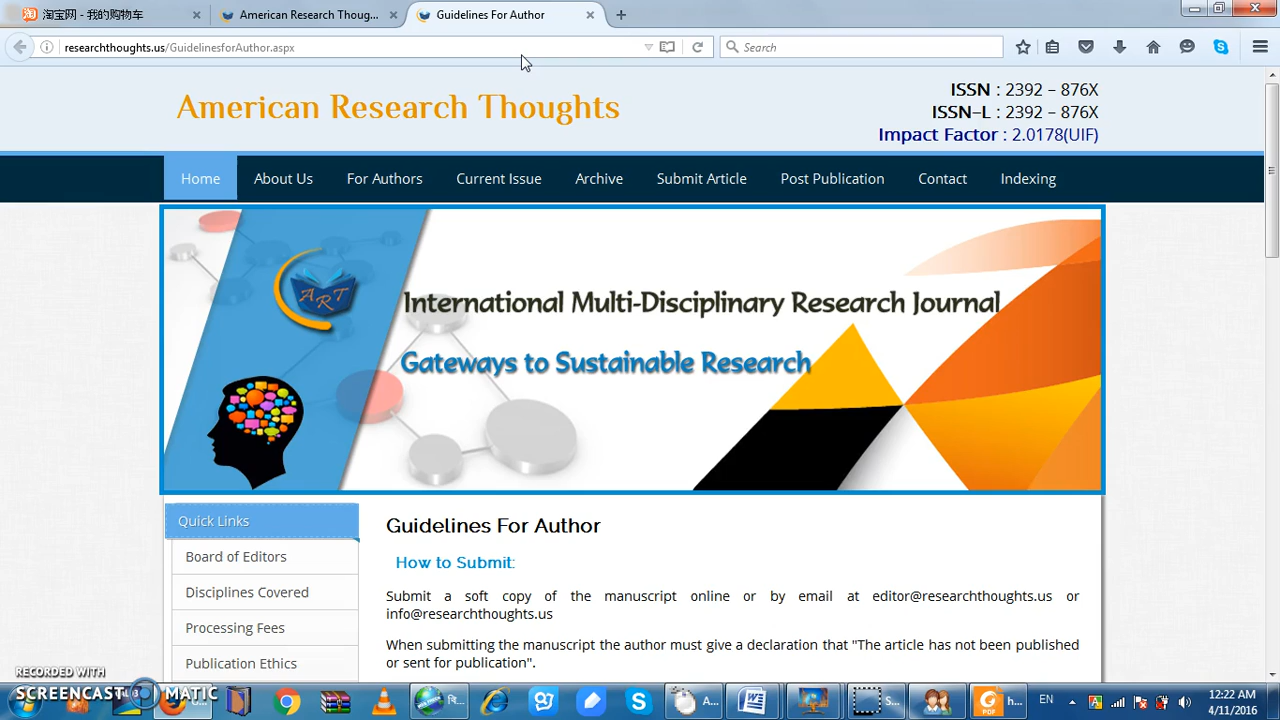 淘宝网 - 我的购物车
American Research Thoug...
Guidelines For Author
researchthoughts.us/GuidelinesforAuthor.aspx
Search
American Research Thoughts
ISSN : 2392 – 876X
ISSN-L : 2392 – 876X
Impact Factor : 2.0178(UIF)
Home
About Us
For Authors
Current Issue
Archive
Submit Article
Post Publication
Contact
Indexing
ART
International Multi-Disciplinary Research Journal
Gateways to Sustainable Research
Quick Links
Board of Editors
Disciplines Covered
Processing Fees
Publication Ethics
Guidelines For Author
How to Submit:
Submit a soft copy of the manuscript online or by email at editor@researchthoughts.us or
info@researchthoughts.us
When submitting the manuscript the author must give a declaration that "The article has not been published
or sent for publication".
RECORDED WITH
SCREENCAST MATIC
A...
S...
h...
PDF
EN
12:22 AM
4/11/2016